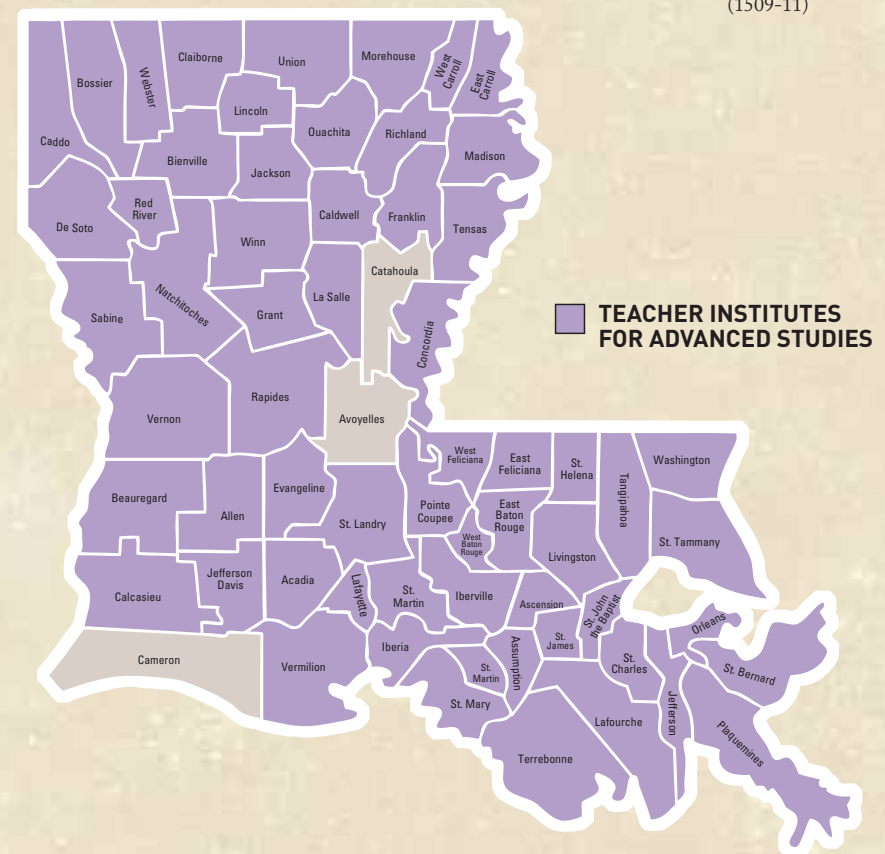 (1509-11)
Claiborne
Union
Morehouse
West
Carroll
East
Carroll
Bossier
Webster
Lincoln
Ouachita
Richland
Caddo
Madison
Bienville
Jackson
Red
River
Caldwell
Franklin
De Soto
Winn
Tensas
Catahoula
Natchitoches
La Salle
Sabine
Grant
Concordia
TEACHER INSTITUTES
FOR ADVANCED STUDIES
Rapides
Vernon
Avoyelles
West
Feliciana
East
Feliciana
St.
Helena
Tangipahoa
Washington
Beauregard
Evangeline
Allen
St. Landry
Pointe
Coupee
East
Baton
Rouge
West
Baton
Rouge
St. Tammany
Livingston
Jefferson
Davis
Acadia
Lafayette
St.
Martin
Iberville
Calcasieu
Ascension
St. John
the Baptist
Orleans
Iberia
Assumption
St.
James
Cameron
Vermilion
St.
Martin
St.
Charles
St. Bernard
St. Mary
Jefferson
Lafourche
Plaquemines
Terrebonne